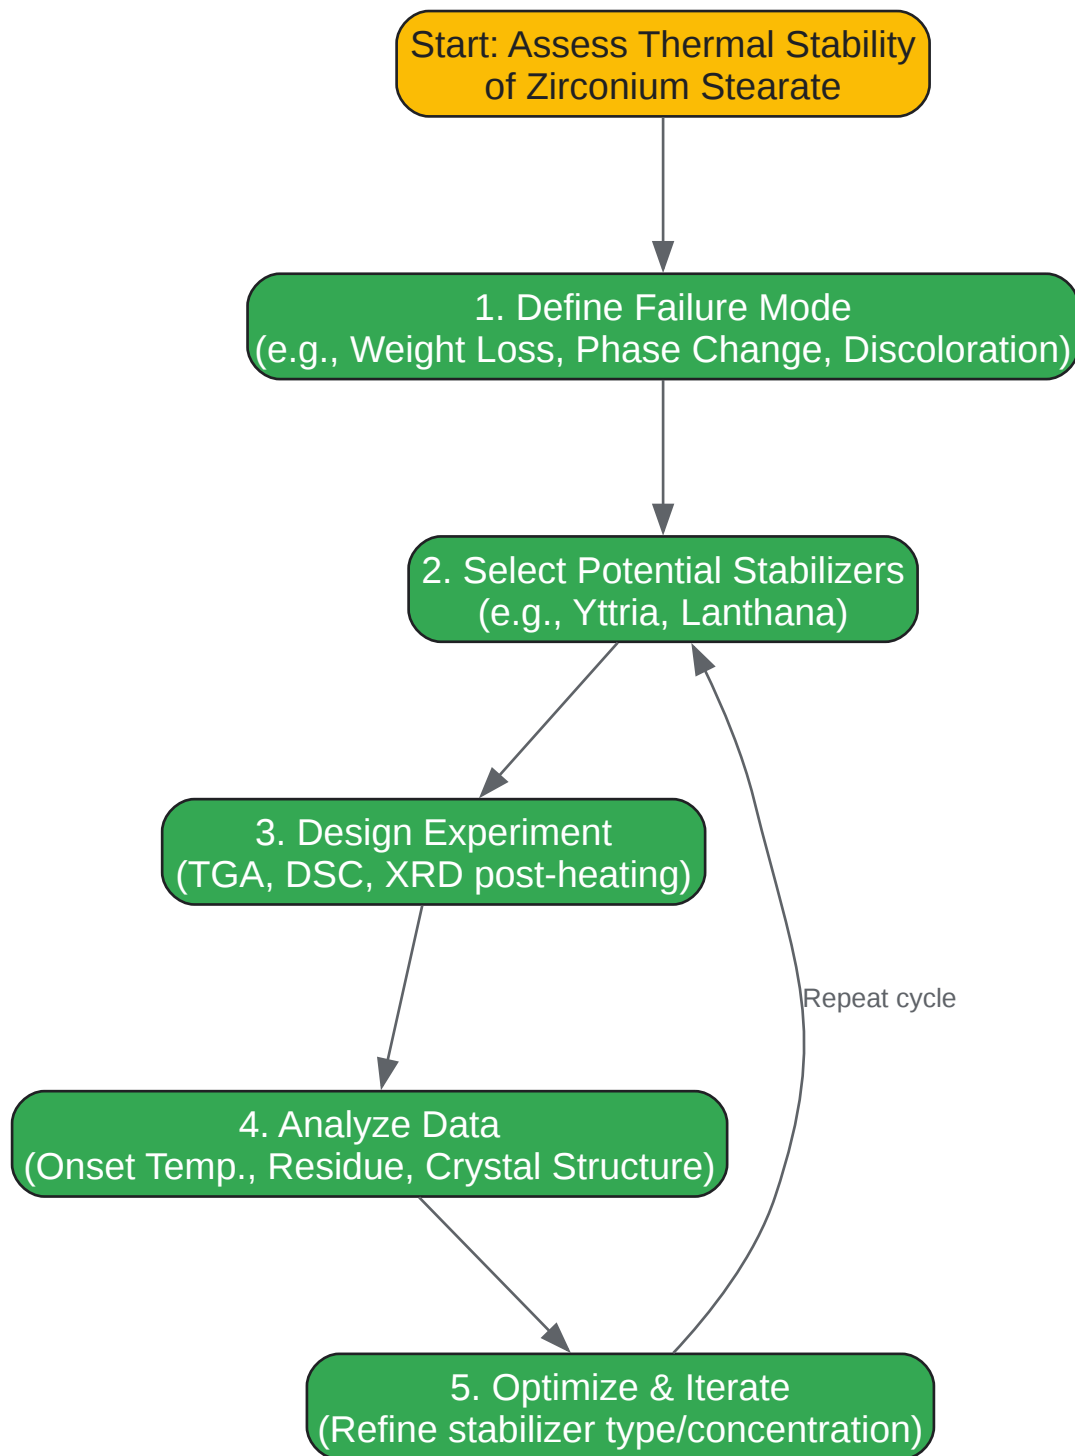 Start: Assess Thermal Stability
of Zirconium Stearate
1. Define Failure Mode
(e.g., Weight Loss, Phase Change, Discoloration)
2. Select Potential Stabilizers
(e.g., Yttria, Lanthana)
3. Design Experiment
(TGA, DSC, XRD post-heating)
Repeat cycle
4. Analyze Data
(Onset Temp., Residue, Crystal Structure)
5. Optimize & Iterate
(Refine stabilizer type/concentration)